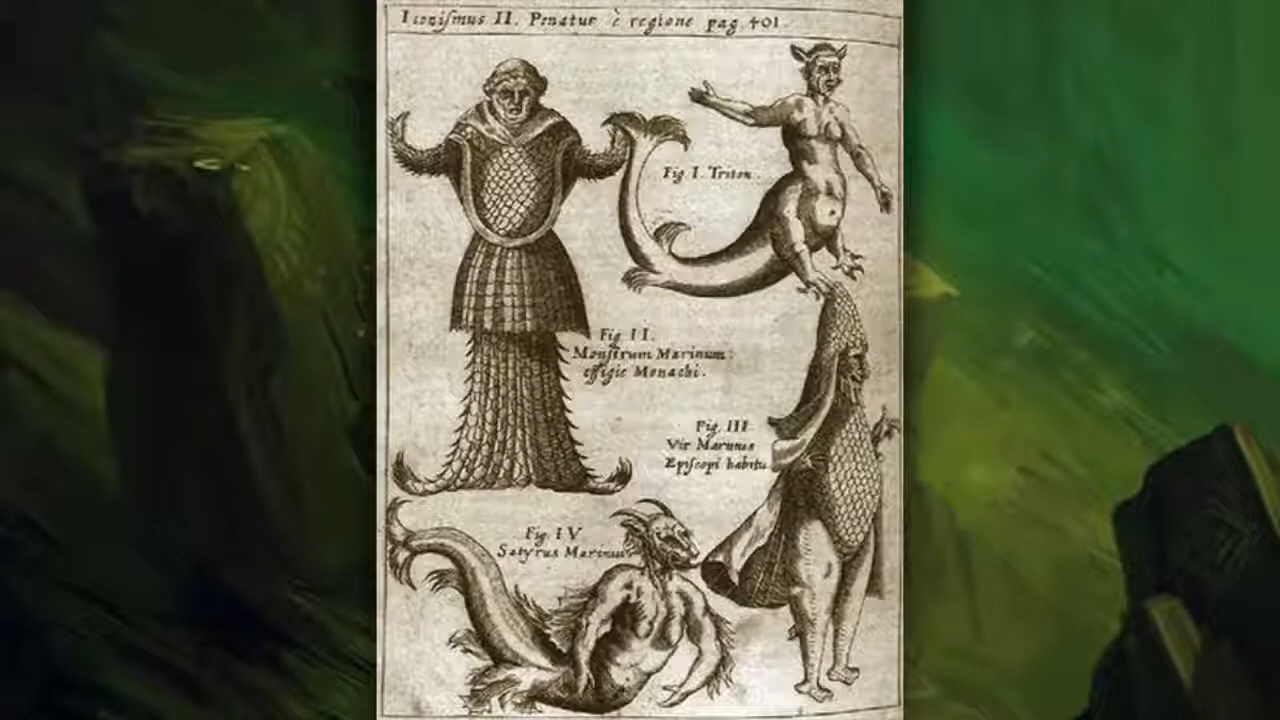 Iconismus II. Ponatur è regione pag. 401.
Fig. I. Triton.
Fig. II.
Monstrum Marinum
effigie Monachi.
Fig. III
Vir Marinus
Episcopi habitu
Fig. IV
Satyrus Marinus